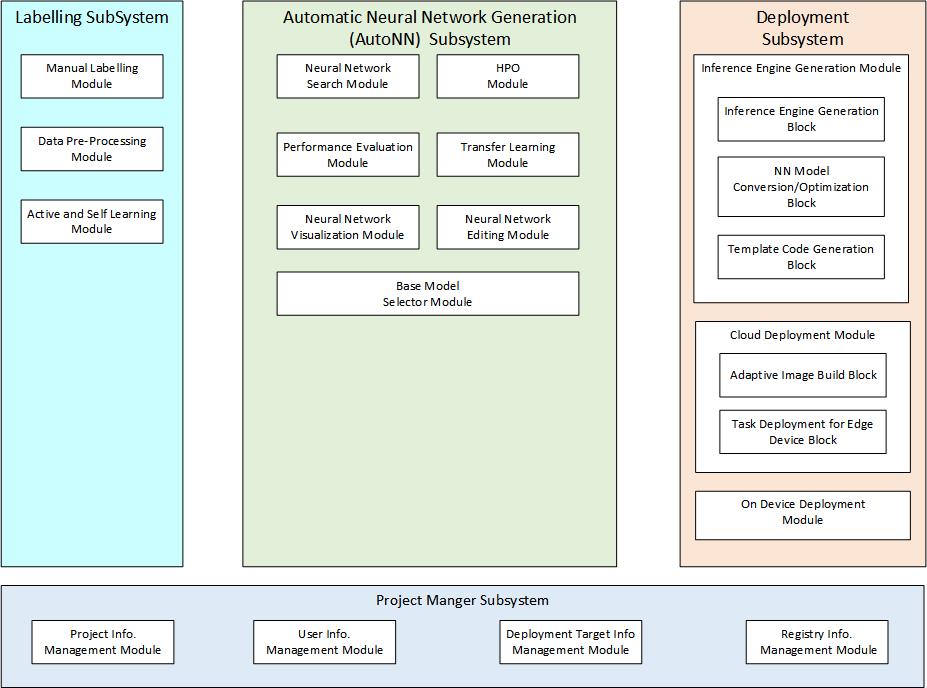 Labelling SubSystem
Manual Labelling
Module
Data Pre-Processing
Module
Active and Self Learning
Module
Automatic Neural Network Generation
(AutoNN) Subsystem
Neural Network
Search Module
HPO
Module
Performance Evaluation
Module
Transfer Learning
Module
Neural Network
Visualization Module
Neural Network
Editing Module
Base Model
Selector Module
Deployment
Subsystem
Inference Engine Generation Module
Inference Engine Generation
Block
NN Model
Conversion/Optimization
Block
Template Code Generation
Block
Cloud Deployment Module
Adaptive Image Build Block
Task Deployment for Edge
Device Block
On Device Deployment
Module
Project Manger Subsystem
Project Info.
Management Module
User Info.
Management Module
Deployment Target Info
Management Module
Registry Info.
Management Module